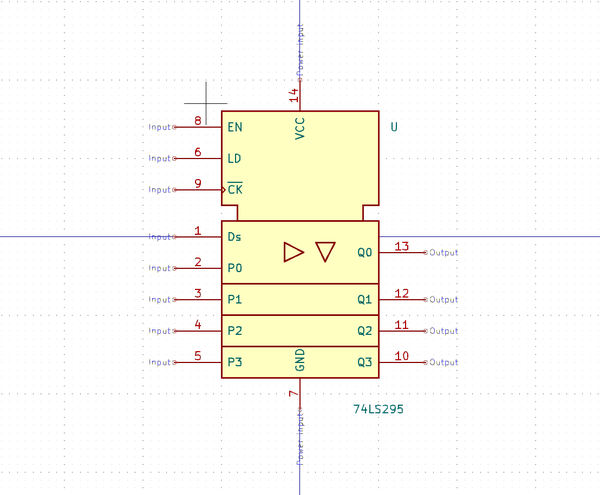 Power input
14
VCC
U
Input 8 EN
Input 6 LD
Input 9 CK
Input 1 Ds
Q0 13 Output
Input 2 P0
Input 3 P1 Q1 12 Output
Input 4 P2 Q2 11 Output
Input 5 P3 GND Q3 10 Output
7
74LS295
Power input